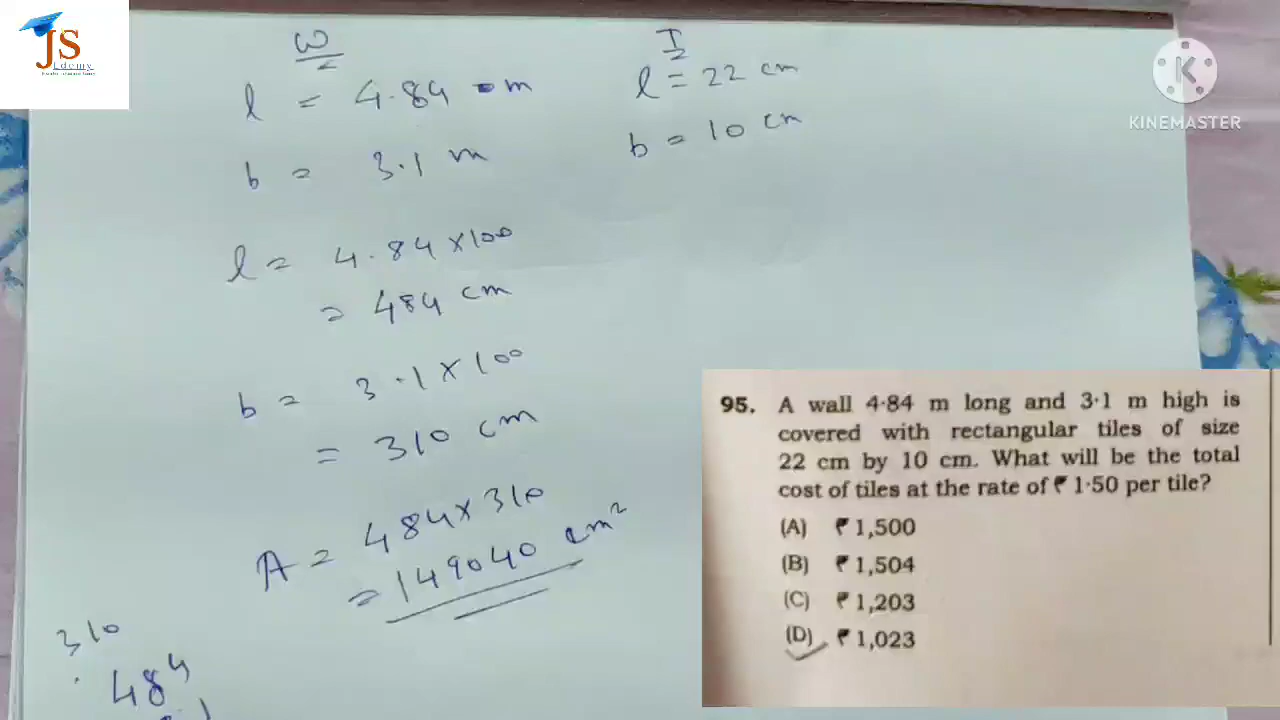 JS
Edemy
KINEMASTER
W
l = 4.84 m
b = 3.1 m
l = 4.84 × 100
= 484 cm
b = 3.1 × 100
= 310 cm
A = 484 × 310
= 149040 cm²
310
484
T
l = 22 cm
b = 10 cm
95. A wall 4·84 m long and 3·1 m high is
covered with rectangular tiles of size
22 cm by 10 cm. What will be the total
cost of tiles at the rate of ₹ 1·50 per tile?
(A) ₹ 1,500
(B) ₹ 1,504
(C) ₹ 1,203
(D) ₹ 1,023